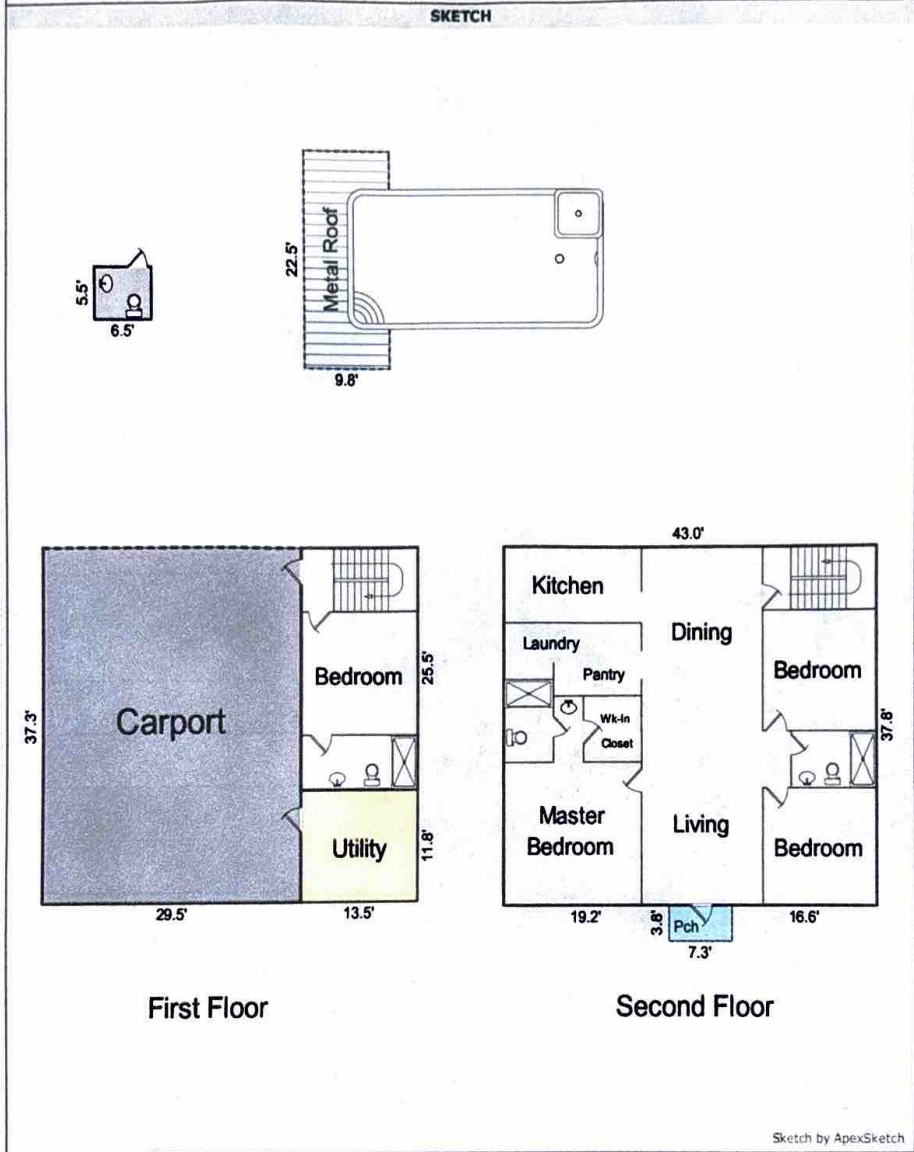 SKETCH
Metal Roof
22.5'
9.8'
5.5'
6.5'
Carport
37.3'
29.5'
Bedroom
25.5'
Utility
11.8'
13.5'
First Floor
43.0'
Kitchen
Dining
Laundry
Pantry
Bedroom
Wk-In
Closet
37.8'
Master
Bedroom
Living
Bedroom
19.2'
3.8'
Pch
7.3'
16.6'
Second Floor
Sketch by ApexSketch